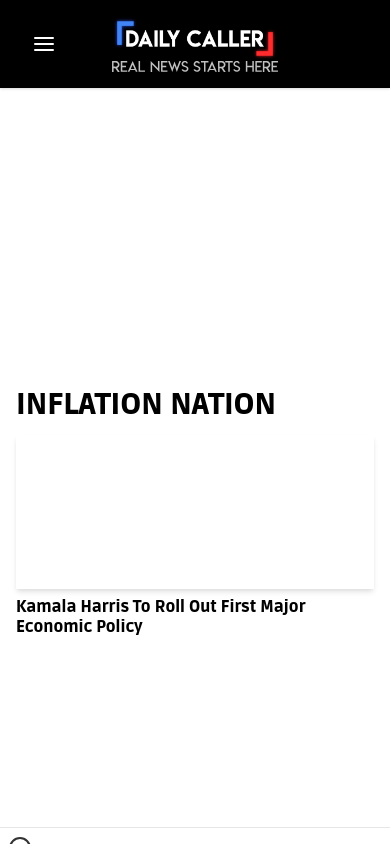 DAILY CALLER
REAL NEWS STARTS HERE
INFLATION NATION
Kamala Harris To Roll Out First Major
Economic Policy